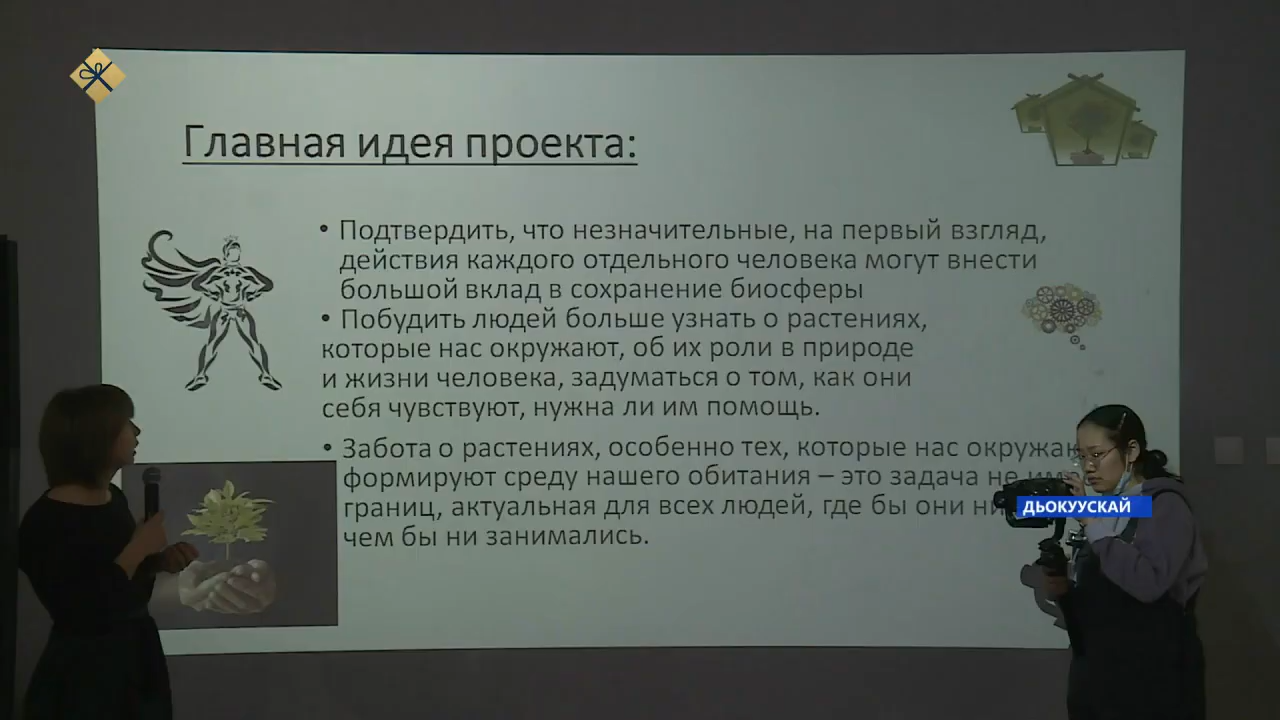 Главная идея проекта:
• Подтвердить, что незначительные, на первый взгляд,
действия каждого отдельного человека могут внести
большой вклад в сохранение биосферы
• Побудить людей больше узнать о растениях,
которые нас окружают, об их роли в природе
и жизни человека, задуматься о том, как они
себя чувствуют, нужна ли им помощь.
• Забота о растениях, особенно тех, которые нас
формируют среду нашего обитания – это задача не
границ, актуальная для всех людей, где бы они
чем бы ни занимались.
ДЬОКУУСКАЙ